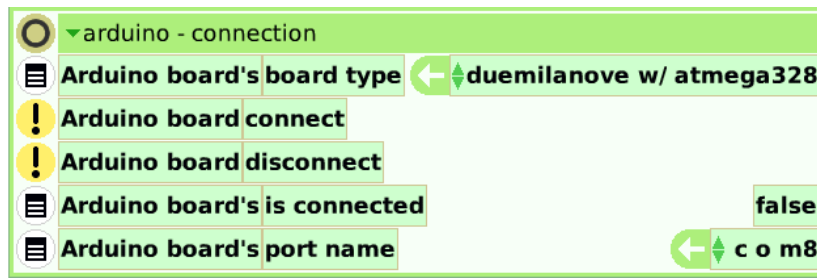 arduino - connection
Arduino board's board type duemilanove w/ atmega328
Arduino board connect
Arduino board disconnect
Arduino board's is connected false
Arduino board's port name c o m8